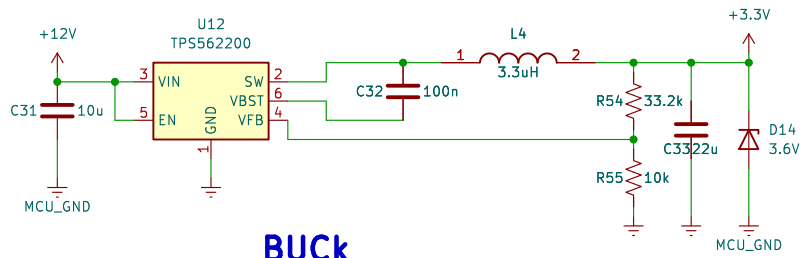 +12V
U12
TPS562200
L4
+3.3V
3 VIN SW 2
1 2
3.3uH
C31 10u
VBST 6
C32 100n
R54 33.2k
5 EN VFB 4
GND
1
C33 22u
D14
3.6V
R55 10k
MCU_GND
MCU_GND
BUCk